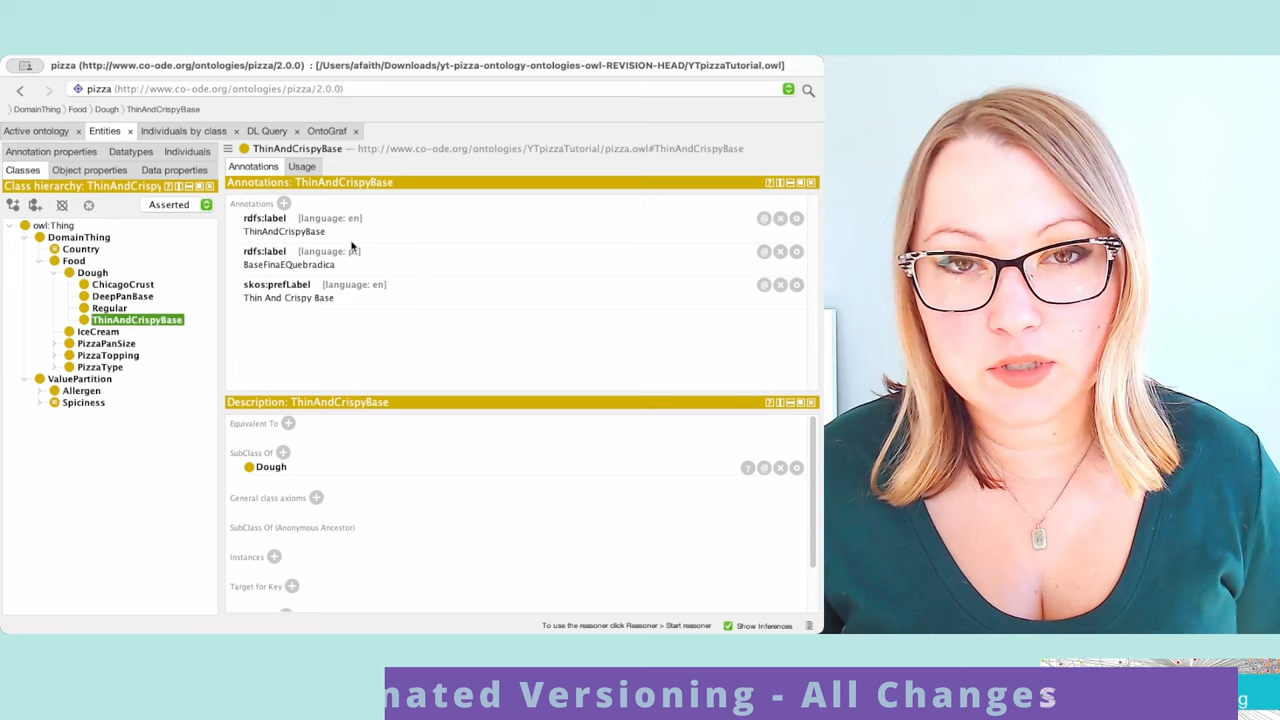 pizza (http://www.co-ode.org/ontologies/pizza/2.0.0) : [/Users/afaith/Downloads/yt-pizza-ontology-ontologies-owl-REVISION-HEAD/YTpizzaTutorial.owl]
pizza (http://www.co-ode.org/ontologies/pizza/2.0.0)
DomainThing Food Dough ThinAndCrispyBase
Active ontology × Entities × Individuals by class × DL Query × OntoGraf ×
Annotation properties Datatypes Individuals
Classes Object properties Data properties
Class hierarchy: ThinAndCrispy
Asserted
owl:Thing
DomainThing
Country
Food
Dough
ChicagoCrust
DeepPanBase
Regular
ThinAndCrispyBase
IceCream
PizzaPanSize
PizzaTopping
PizzaType
ValuePartition
Allergen
Spiciness
ThinAndCrispyBase — http://www.co-ode.org/ontologies/YTpizzaTutorial/pizza.owl#ThinAndCrispyBase
Annotations Usage
Annotations: ThinAndCrispyBase
Annotations
rdfs:label [language: en]
ThinAndCrispyBase
rdfs:label [language:
BaseFinaEQuebradica
skos:prefLabel [language: en]
Thin And Crispy Base
Description: ThinAndCrispyBase
Equivalent To
SubClass Of
Dough
General class axioms
SubClass Of (Anonymous Ancestor)
Instances
Target for Key
To use the reasoner click Reasoner > Start reasoner Show Inferences
nated Versioning - All Changes
g